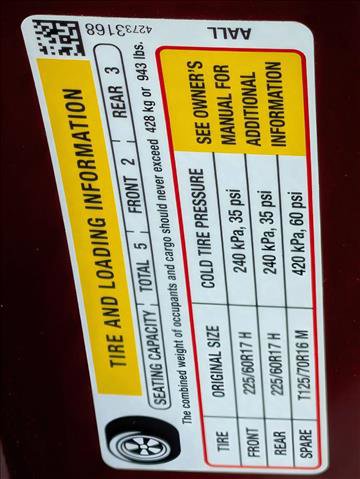 42733168
AALL
TIRE AND LOADING INFORMATION
SEATING CAPACITY TOTAL 5 FRONT 2 REAR 3
The combined weight of occupants and cargo should never exceed 428 kg or 943 lbs.
TIRE ORIGINAL SIZE COLD TIRE PRESSURE SEE OWNER'S
MANUAL FOR
FRONT 225/60R17 H 240 kPa, 35 psi ADDITIONAL
REAR 225/60R17 H 240 kPa, 35 psi INFORMATION
SPARE T125/70R16 M 420 kPa, 60 psi